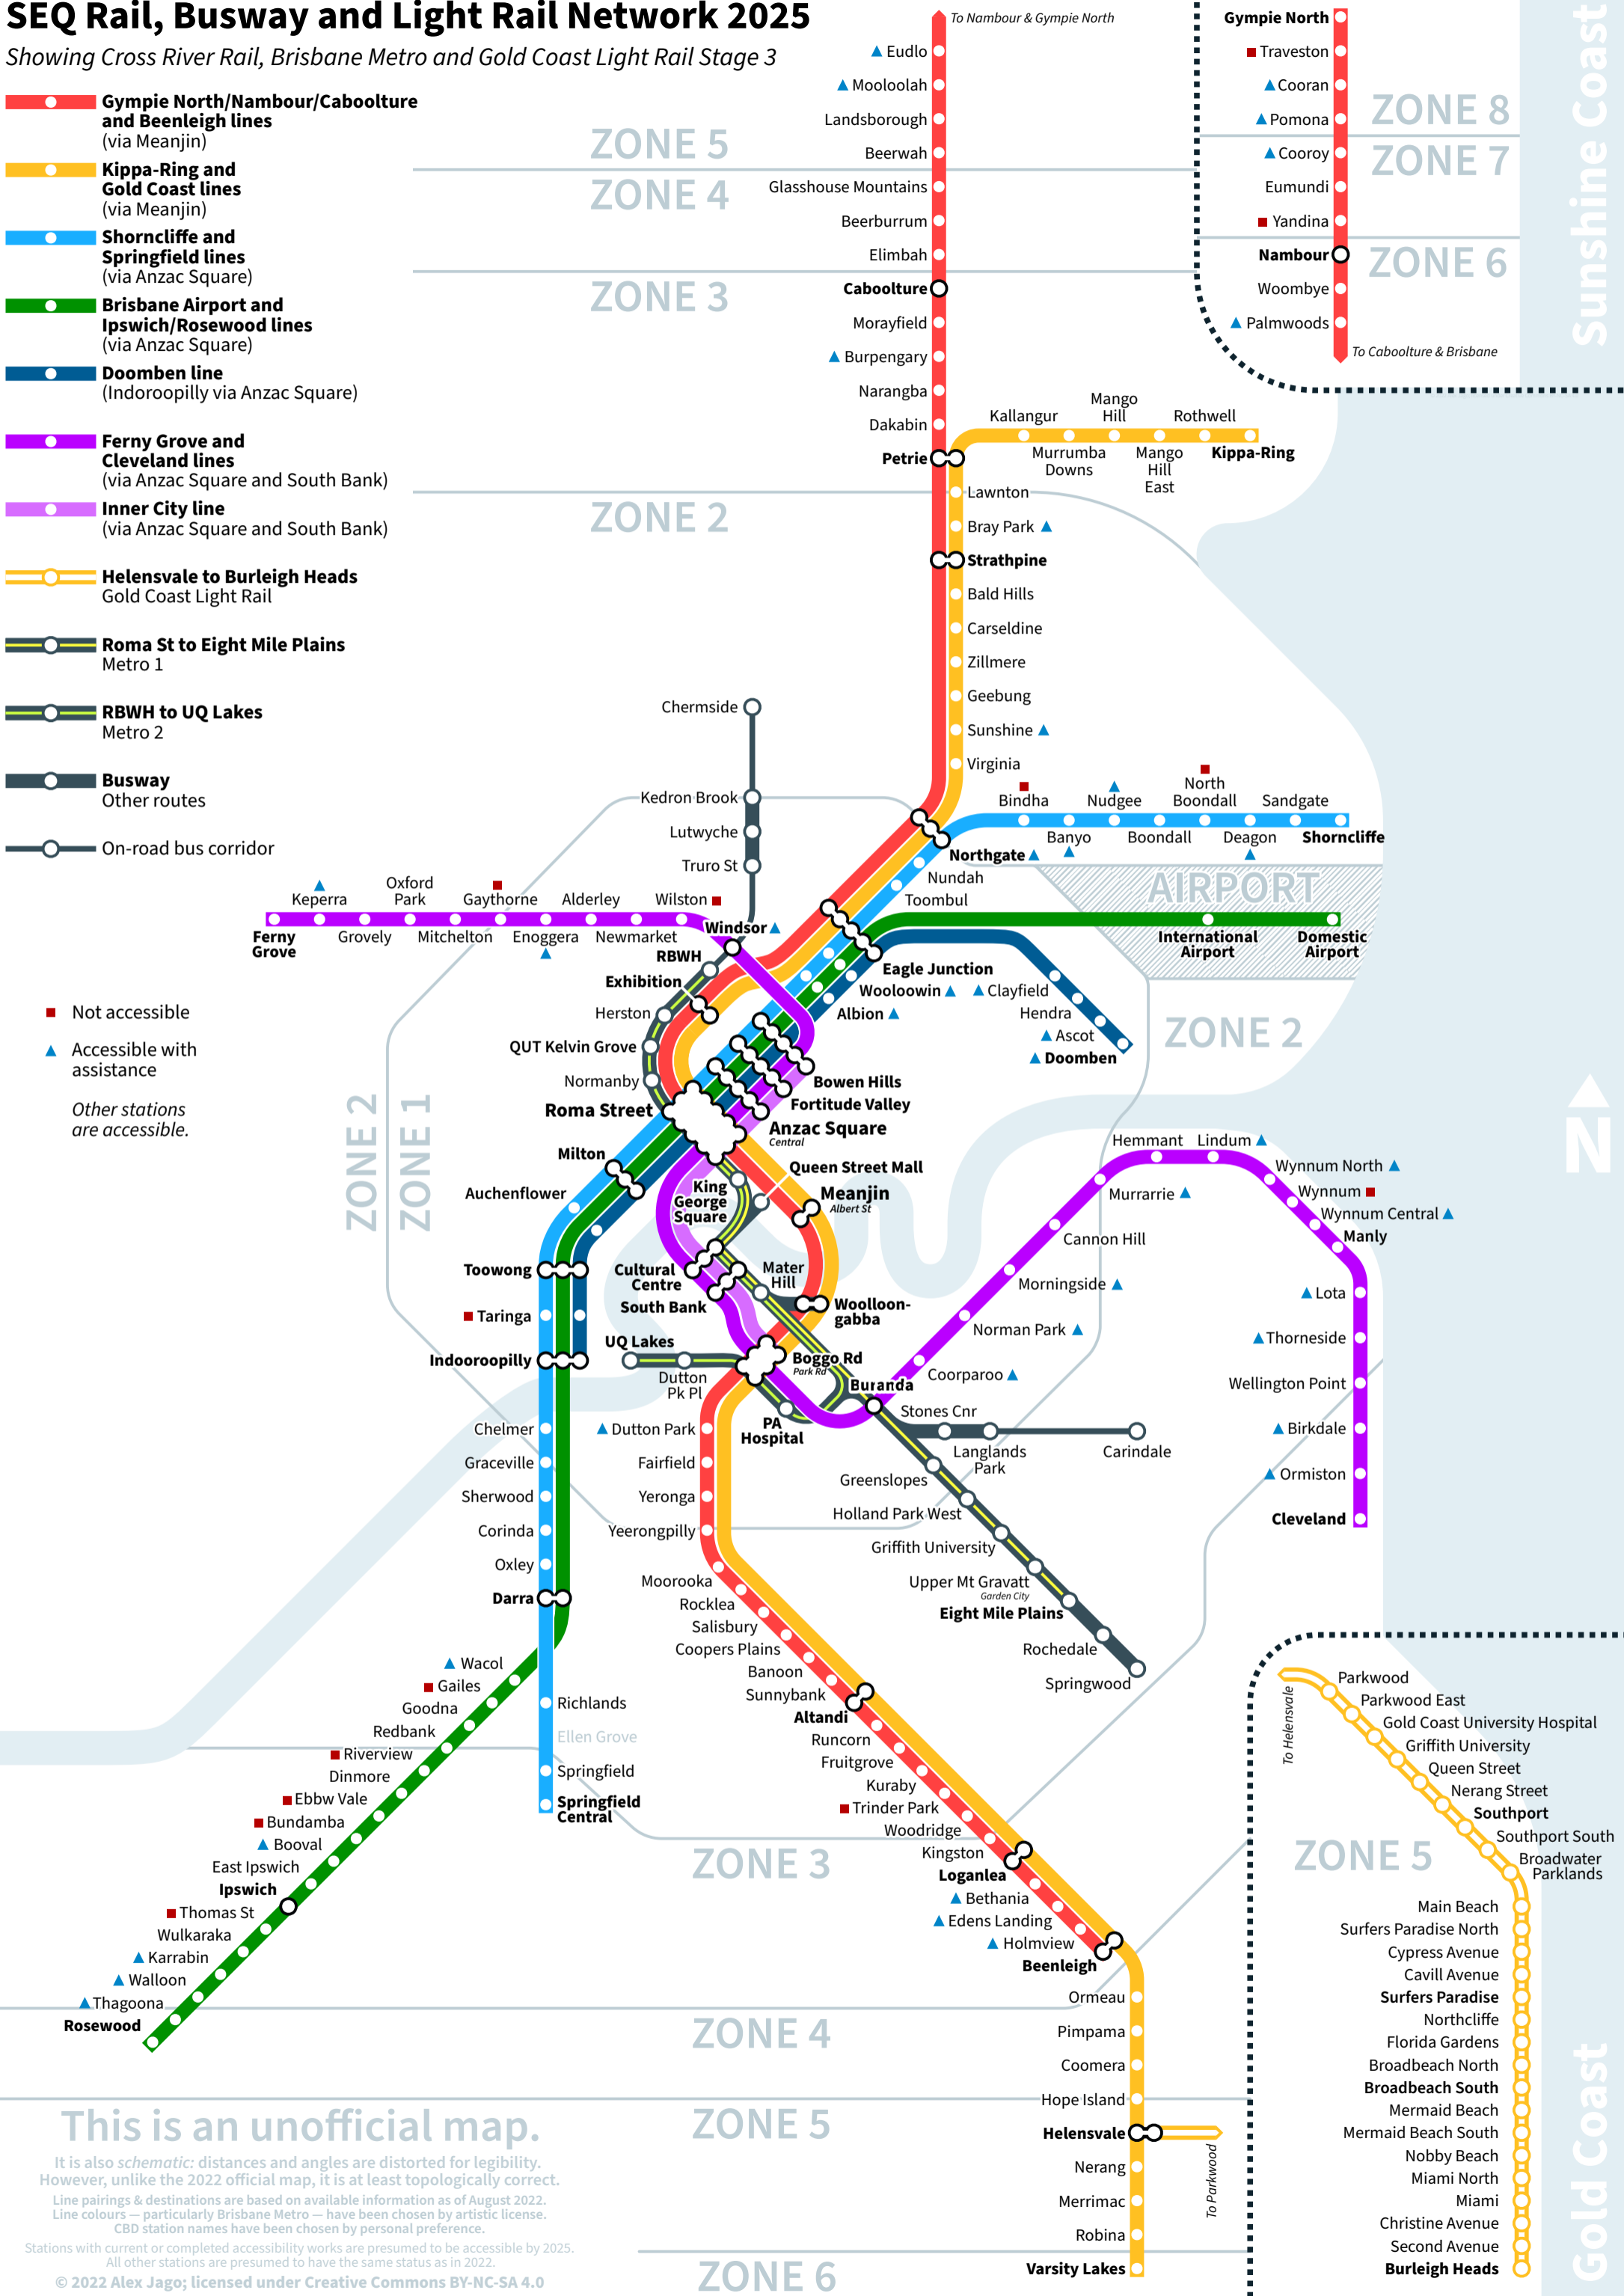 SEQ Rail, Busway and Light Rail Network 2025
Showing Cross River Rail, Brisbane Metro and Gold Coast Light Rail Stage 3
Gympie North/Nambour/Caboolture
and Beenleigh lines
(via Meanjin)
Kippa-Ring and
Gold Coast lines
(via Meanjin)
Shorncliffe and
Springfield lines
(via Anzac Square)
Brisbane Airport and
Ipswich/Rosewood lines
(via Anzac Square)
Doomben line
(Indooroopilly via Anzac Square)
Ferny Grove and
Cleveland lines
(via Anzac Square and South Bank)
Inner City line
(via Anzac Square and South Bank)
Helensvale to Burleigh Heads
Gold Coast Light Rail
Roma St to Eight Mile Plains
Metro 1
RBWH to UQ Lakes
Metro 2
Busway
Other routes
On-road bus corridor
Not accessible
Accessible with
assistance
Other stations
are accessible.
To Nambour & Gympie North
Eudlo
Mooloolah
Landsborough
Beerwah
Glasshouse Mountains
Beerburrum
Elimbah
Caboolture
Morayfield
Burpengary
Narangba
Dakabin
Petrie
ZONE 5
ZONE 4
ZONE 3
ZONE 2
Gympie North
Traveston
Cooran
Pomona
Cooroy
Eumundi
Yandina
Nambour
Woombye
Palmwoods
To Caboolture & Brisbane
ZONE 8
ZONE 7
ZONE 6
Sunshine Coast
Kallangur
Murrumba
Downs
Mango
Hill
Mango
Hill
East
Rothwell
Kippa-Ring
Lawnton
Bray Park
Strathpine
Bald Hills
Carseldine
Zillmere
Geebung
Sunshine
Virginia
Northgate
Bindha
Banyo
Nudgee
Boondall
North
Boondall
Deagon
Sandgate
Shorncliffe
Nundah
Toombul
AIRPORT
International
Airport
Domestic
Airport
Eagle Junction
Wooloowin
Albion
Clayfield
Hendra
Ascot
Doomben
ZONE 2
Chermside
Kedron Brook
Lutwyche
Truro St
Ferny
Grove
Keperra
Grovely
Oxford
Park
Mitchelton
Gaythorne
Enoggera
Alderley
Newmarket
Wilston
Windsor
RBWH
Exhibition
Herston
QUT Kelvin Grove
Normanby
Roma Street
Bowen Hills
Fortitude Valley
Anzac Square
Central
Queen Street Mall
Meanjin
Albert St
King
George
Square
Cultural
Centre
South Bank
Mater
Hill
Woolloon-
gabba
UQ Lakes
Dutton
Pk Pl
Boggo Rd
Park Rd
PA
Hospital
Buranda
ZONE 2
ZONE 1
Milton
Auchenflower
Toowong
Taringa
Indooroopilly
Chelmer
Graceville
Sherwood
Corinda
Oxley
Darra
Richlands
Ellen Grove
Springfield
Springfield
Central
Wacol
Gailes
Goodna
Redbank
Riverview
Dinmore
Ebbw Vale
Bundamba
Booval
East Ipswich
Ipswich
Thomas St
Wulkaraka
Karrabin
Walloon
Thagoona
Rosewood
Hemmant
Lindum
Wynnum North
Wynnum
Wynnum Central
Manly
Murrarrie
Cannon Hill
Morningside
Norman Park
Coorparoo
Lota
Thorneside
Wellington Point
Birkdale
Ormiston
Cleveland
N
Stones Cnr
Langlands
Park
Carindale
Greenslopes
Holland Park West
Griffith University
Upper Mt Gravatt
Garden City
Eight Mile Plains
Rochedale
Springwood
Dutton Park
Fairfield
Yeronga
Yeerongpilly
Moorooka
Rocklea
Salisbury
Coopers Plains
Banoon
Sunnybank
Altandi
Runcorn
Fruitgrove
Kuraby
Trinder Park
Woodridge
Kingston
Loganlea
Bethania
Edens Landing
Holmview
Beenleigh
Ormeau
Pimpama
Coomera
Hope Island
Helensvale
Nerang
Merrimac
Robina
Varsity Lakes
To Parkwood
ZONE 3
ZONE 4
ZONE 5
ZONE 6
To Helensvale
Parkwood
Parkwood East
Gold Coast University Hospital
Griffith University
Queen Street
Nerang Street
Southport
Southport South
Broadwater
Parklands
ZONE 5
Main Beach
Surfers Paradise North
Cypress Avenue
Cavill Avenue
Surfers Paradise
Northcliffe
Florida Gardens
Broadbeach North
Broadbeach South
Mermaid Beach
Mermaid Beach South
Nobby Beach
Miami North
Miami
Christine Avenue
Second Avenue
Burleigh Heads
Gold Coast
This is an unofficial map.
It is also schematic: distances and angles are distorted for legibility.
However, unlike the 2022 official map, it is at least topologically correct.
Line pairings & destinations are based on available information as of August 2022.
Line colours — particularly Brisbane Metro — have been chosen by artistic license.
CBD station names have been chosen by personal preference.
Stations with current or completed accessibility works are presumed to be accessible by 2025.
All other stations are presumed to have the same status as in 2022.
© 2022 Alex Jago; licensed under Creative Commons BY-NC-SA 4.0